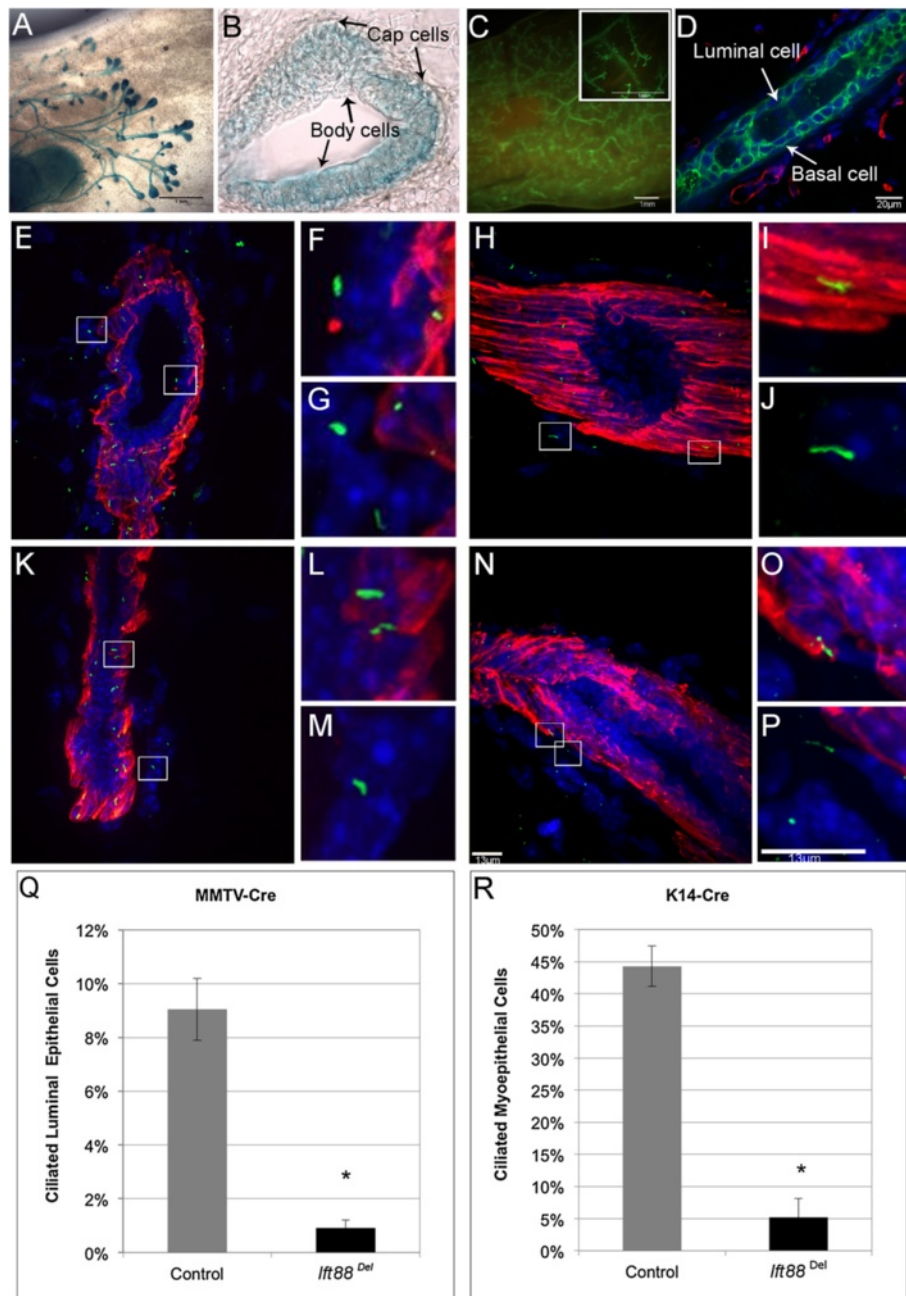 A
B
Cap cells
Body cells
C
D
Luminal cell
Basal cell
1mm
20µm
E
F
G
H
I
J
K
L
M
N
O
P
13µm
13µm
Q
MMTV-Cre
Ciliated Luminal Epithelial Cells
12%
10%
8%
6%
4%
2%
0%
*
Control
Ift88 Del
R
K14-Cre
Ciliated Myoepithelial Cells
50%
45%
40%
35%
30%
25%
20%
15%
10%
5%
0%
*
Control
Ift88 Del